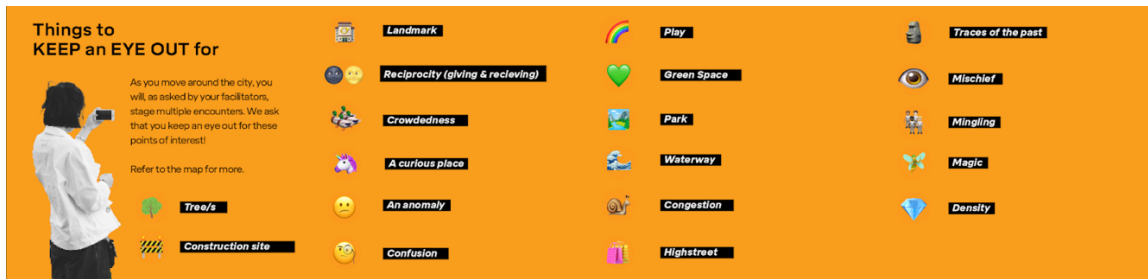 Things to
KEEP an EYE OUT for
As you move around the city, you
will, as asked by your facilitators,
stage multiple encounters. We ask
that you keep an eye out for these
points of interest!
Refer to the map for more.
Tree/s
Construction site
Landmark
Reciprocity (giving & recieving)
Crowdedness
A curious place
An anomaly
Confusion
Play
Green Space
Park
Waterway
Congestion
Highstreet
Traces of the past
Mischief
Mingling
Magic
Density